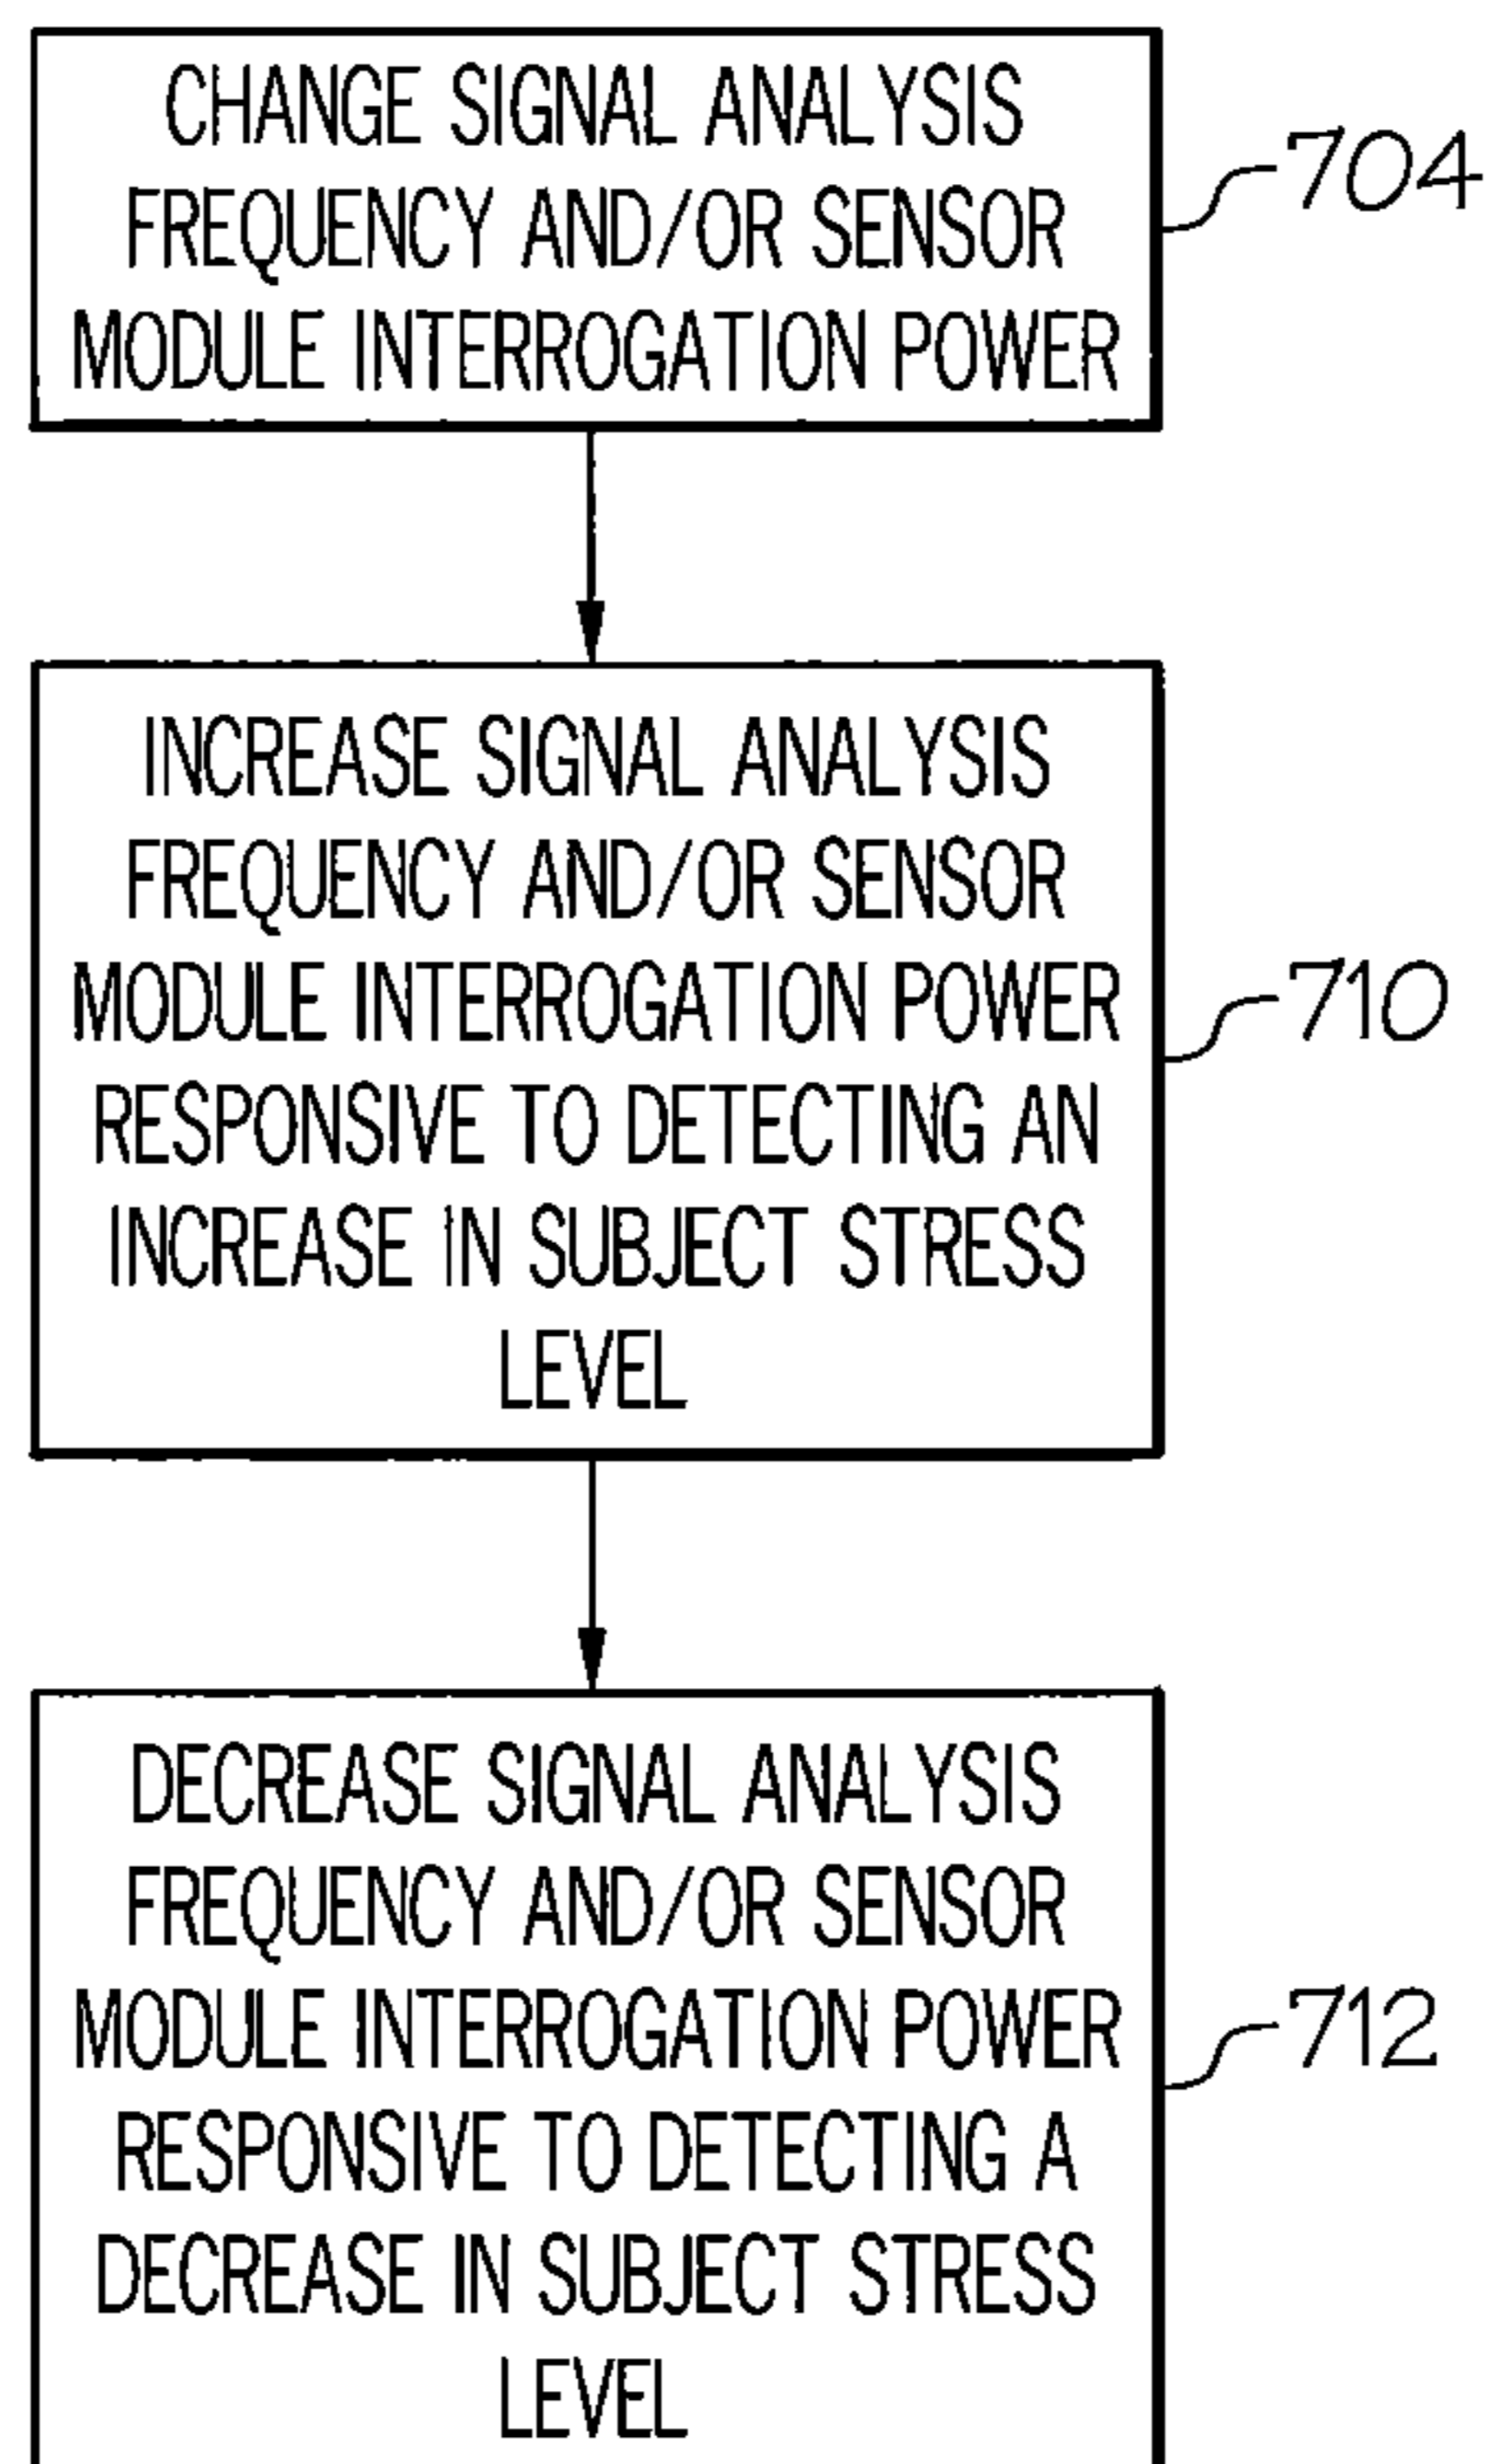 CHANGE SIGNAL ANALYSIS
FREQUENCY AND/OR SENSOR
MODULE INTERROGATION POWER
704
INCREASE SIGNAL ANALYSIS
FREQUENCY AND/OR SENSOR
MODULE INTERROGATION POWER
RESPONSIVE TO DETECTING AN
INCREASE IN SUBJECT STRESS
LEVEL
710
DECREASE SIGNAL ANALYSIS
FREQUENCY AND/OR SENSOR
MODULE INTERROGATION POWER
RESPONSIVE TO DETECTING A
DECREASE IN SUBJECT STRESS
LEVEL
712